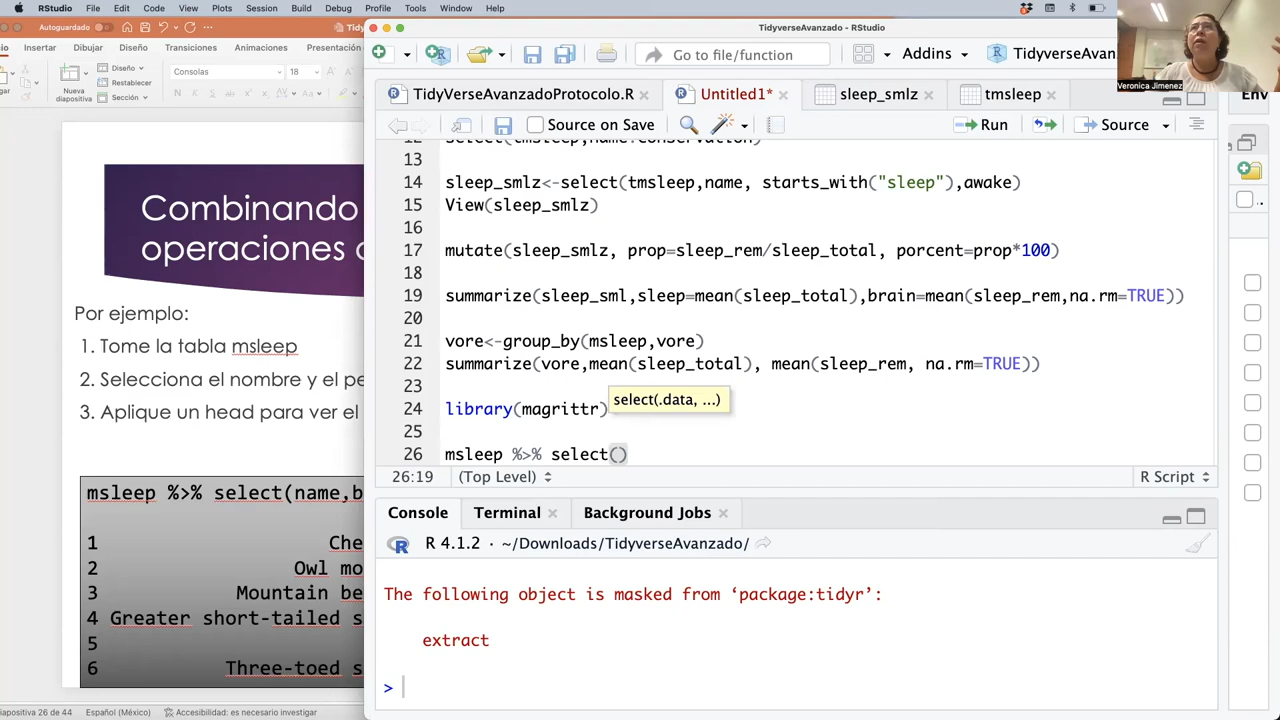 RStudio File Edit Code View Plots Session Build Debug Profile Tools Window Help
Autoguardado
Insertar Dibujar Diseño Transiciones Animaciones Presentación
Nueva diapositiva
Diseño
Restablecer
Sección
Consolas 18
Combinando
operaciones
Por ejemplo:
1. Tome la tabla msleep
2. Selecciona el nombre y el pe
3. Aplique un head para ver el
msleep %>% select(name,b
1 Che
2 Owl mo
3 Mountain be
4 Greater short-tailed s
5
6 Three-toed s
diapositiva 26 de 44 Español (México) Accesibilidad: es necesario investigar
TidyverseAvanzado - RStudio
Go to file/function Addins TidyverseAvan
TidyVerseAvanzadoProtocolo.R Untitled1* sleep_smlz tmsleep
Source on Save Run Source
12 select(tmsleep,name:conservation)
13
14 sleep_smlz<-select(tmsleep,name, starts_with("sleep"),awake)
15 View(sleep_smlz)
16
17 mutate(sleep_smlz, prop=sleep_rem/sleep_total, porcent=prop*100)
18
19 summarize(sleep_sml,sleep=mean(sleep_total),brain=mean(sleep_rem,na.rm=TRUE))
20
21 vore<-group_by(msleep,vore)
22 summarize(vore,mean(sleep_total), mean(sleep_rem, na.rm=TRUE))
23
select(.data, ...)
24 library(magrittr)
25
26 msleep %>% select()
26:19 (Top Level) R Script
Console Terminal Background Jobs
R 4.1.2 · ~/Downloads/TidyverseAvanzado/
The following object is masked from ‘package:tidyr’:
extract
>
Veronica Jimenez
Env